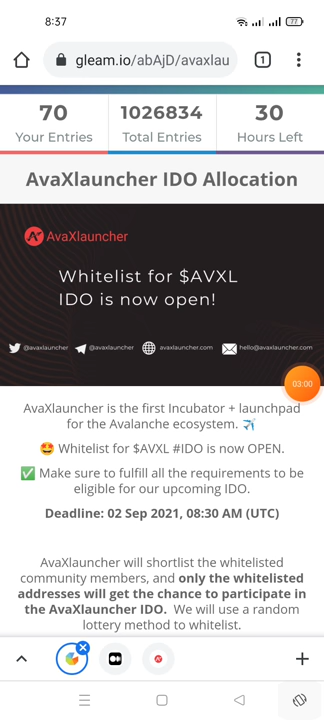 8:37
77
gleam.io/abAjD/avaxlau
1
70
1026834
30
Your Entries
Total Entries
Hours Left
AvaXlauncher IDO Allocation
AvaXlauncher
Whitelist for $AVXL
IDO is now open!
@avaxlauncher
@avaxlauncher
avaxlauncher.com
hello@avaxlauncher.com
03:00
AvaXlauncher is the first Incubator + launchpad
for the Avalanche ecosystem. ✈️
🤩 Whitelist for $AVXL #IDO is now OPEN.
✅ Make sure to fulfill all the requirements to be
eligible for our upcoming IDO.
Deadline: 02 Sep 2021, 08:30 AM (UTC)
AvaXlauncher will shortlist the whitelisted
community members, and only the whitelisted
addresses will get the chance to participate in
the AvaXlauncher IDO. We will use a random
lottery method to whitelist.